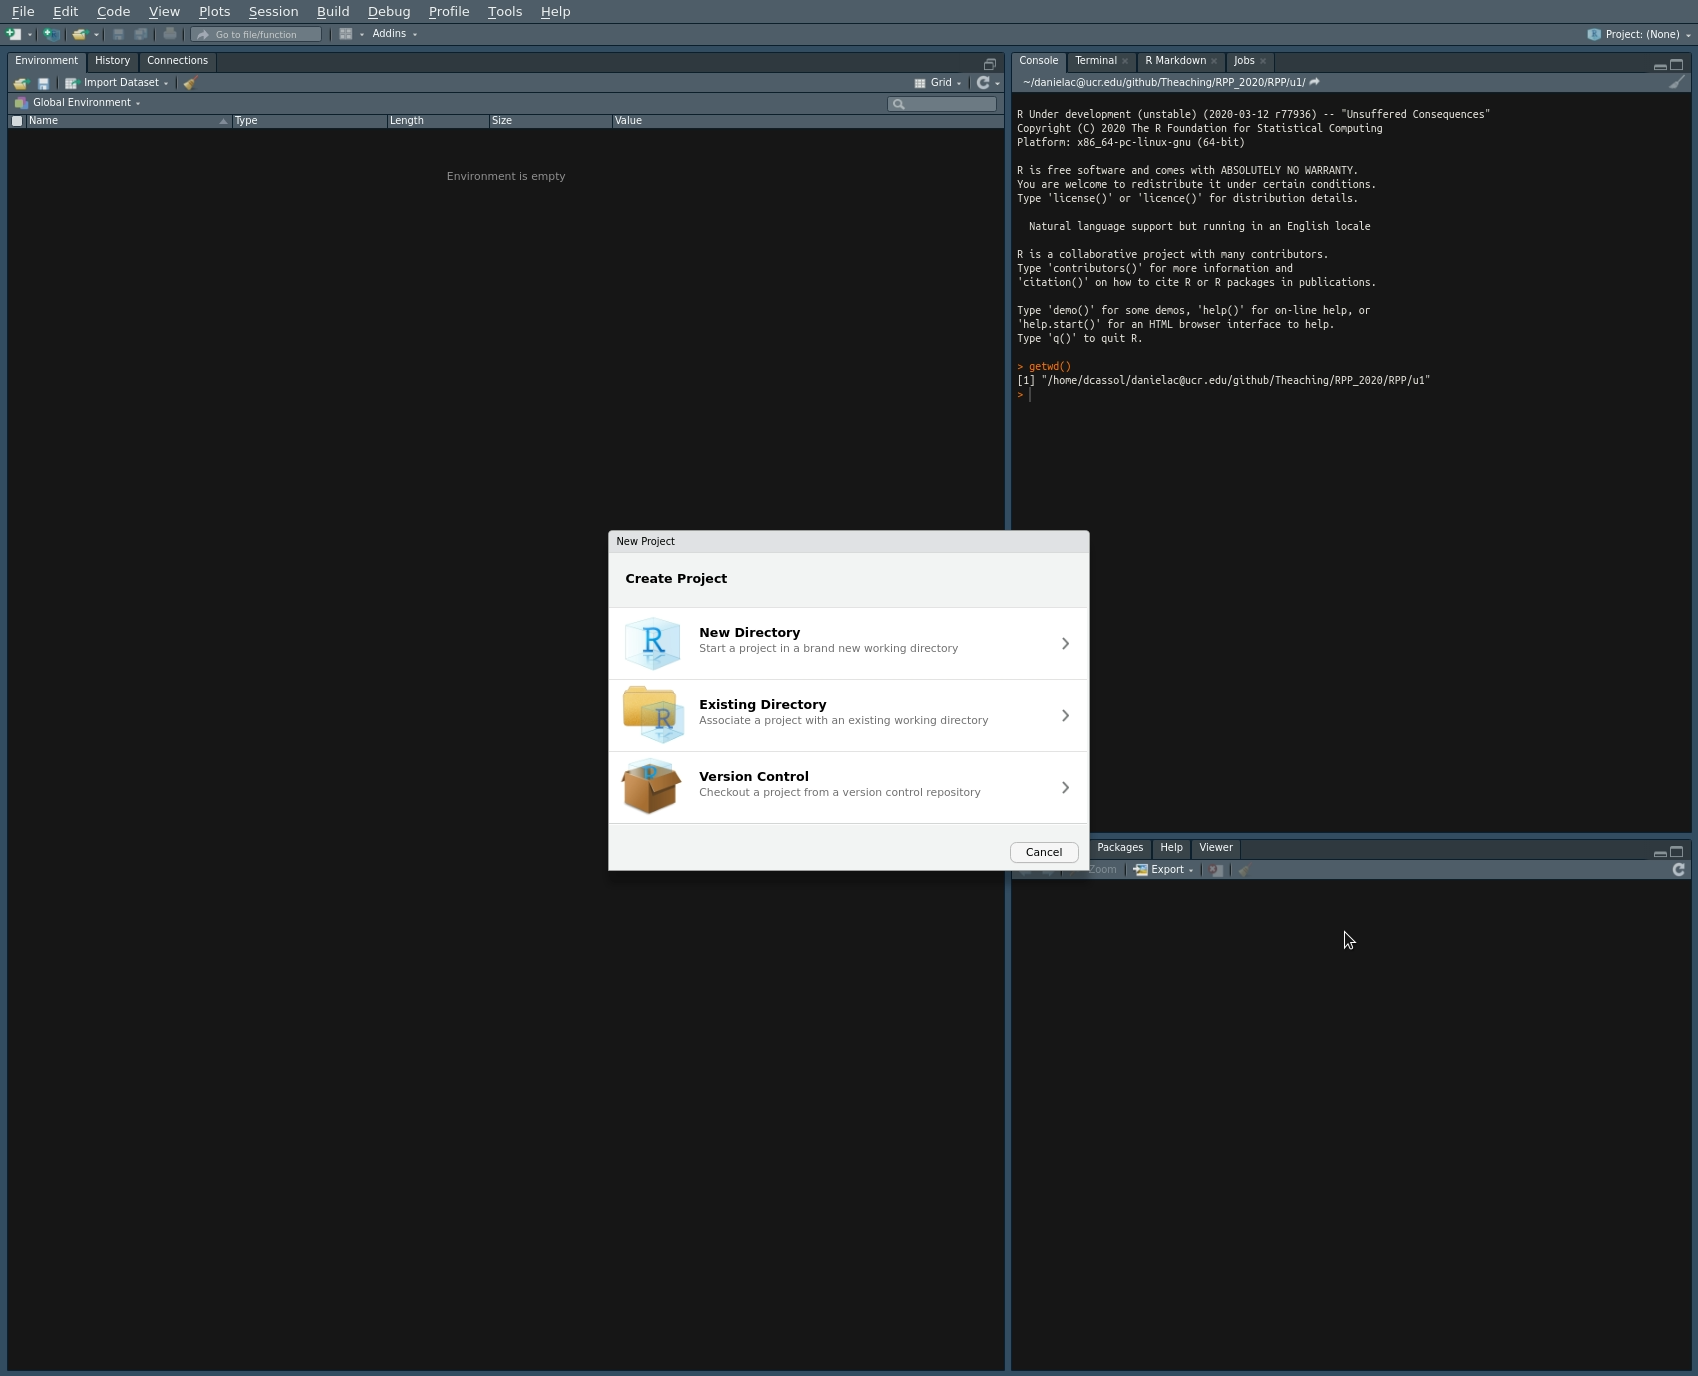 File Edit Code View Plots Session Build Debug Profile Tools Help
Go to file/function Addins Project: (None)
Environment History Connections
Import Dataset Grid
Global Environment
Name Type Length Size Value
Environment is empty
Console Terminal R Markdown Jobs
~/danielac@ucr.edu/github/Theaching/RPP_2020/RPP/u1/
R Under development (unstable) (2020-03-12 r77936) -- "Unsuffered Consequences"
Copyright (C) 2020 The R Foundation for Statistical Computing
Platform: x86_64-pc-linux-gnu (64-bit)
R is free software and comes with ABSOLUTELY NO WARRANTY.
You are welcome to redistribute it under certain conditions.
Type 'license()' or 'licence()' for distribution details.
Natural language support but running in an English locale
R is a collaborative project with many contributors.
Type 'contributors()' for more information and
'citation()' on how to cite R or R packages in publications.
Type 'demo()' for some demos, 'help()' for on-line help, or
'help.start()' for an HTML browser interface to help.
Type 'q()' to quit R.
> getwd()
[1] "/home/dcassol/danielac@ucr.edu/github/Theaching/RPP_2020/RPP/u1"
>
New Project
Create Project
R
New Directory
Start a project in a brand new working directory
R
Existing Directory
Associate a project with an existing working directory
Version Control
Checkout a project from a version control repository
Cancel
Packages Help Viewer
Zoom Export